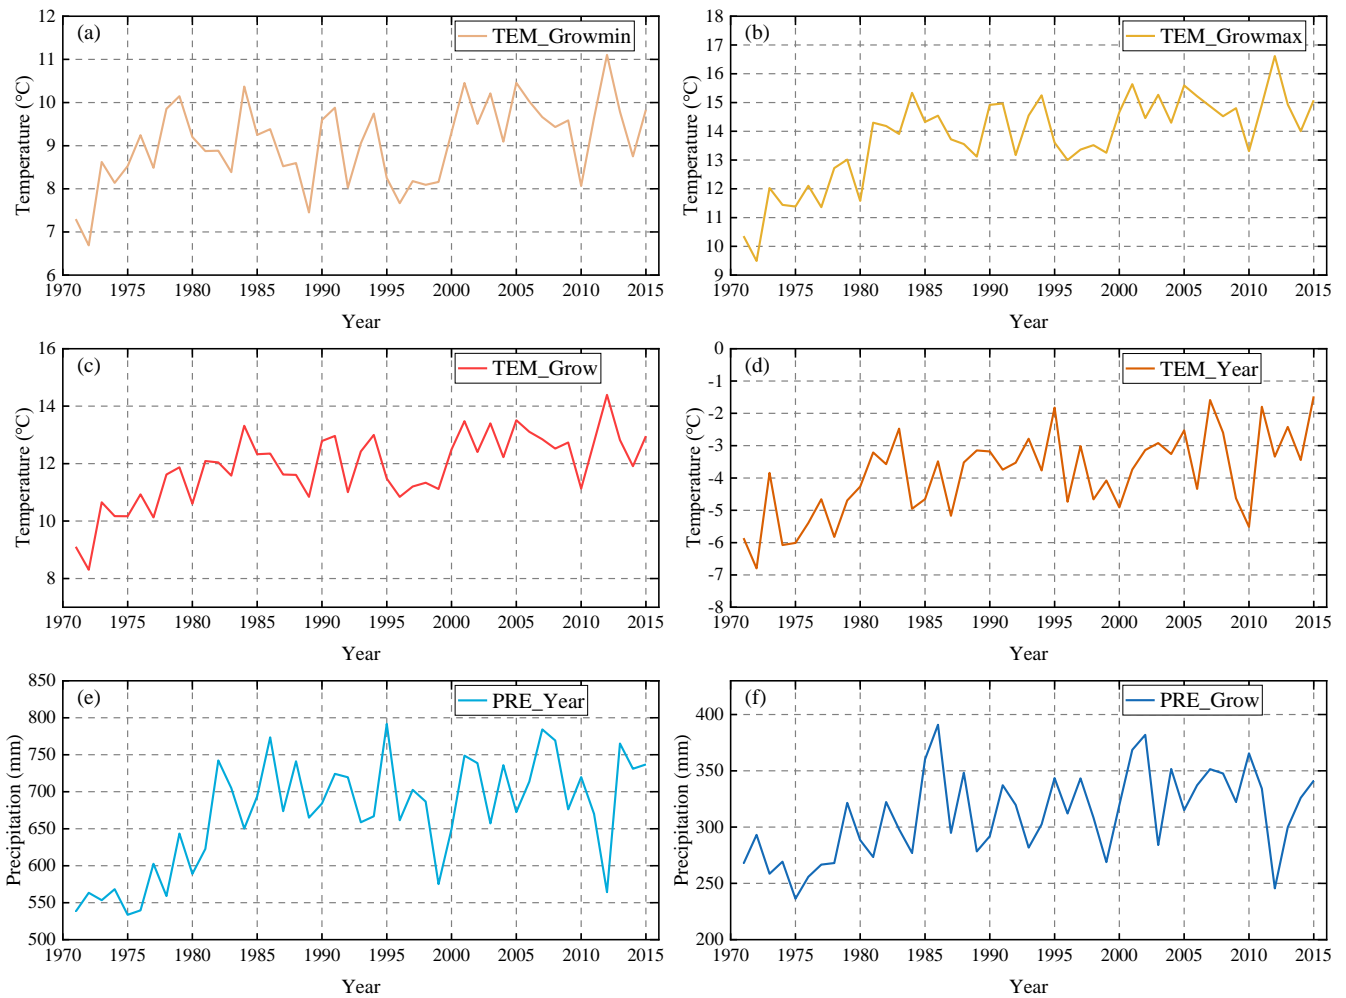 (a)
TEM_Growmin
Temperature (°C)
12
11
10
9
8
7
6
1970 1975 1980 1985 1990 1995 2000 2005 2010 2015
Year
(b)
TEM_Growmax
Temperature (°C)
18
17
16
15
14
13
12
11
10
9
1970 1975 1980 1985 1990 1995 2000 2005 2010 2015
Year
(c)
TEM_Grow
Temperature (°C)
16
14
12
10
8
1970 1975 1980 1985 1990 1995 2000 2005 2010 2015
Year
(d)
TEM_Year
Temperature (°C)
0
-1
-2
-3
-4
-5
-6
-7
-8
1970 1975 1980 1985 1990 1995 2000 2005 2010 2015
Year
(e)
PRE_Year
Precipitation (mm)
850
800
750
700
650
600
550
500
1970 1975 1980 1985 1990 1995 2000 2005 2010 2015
Year
(f)
PRE_Grow
Precipitation (mm)
400
350
300
250
200
1970 1975 1980 1985 1990 1995 2000 2005 2010 2015
Year